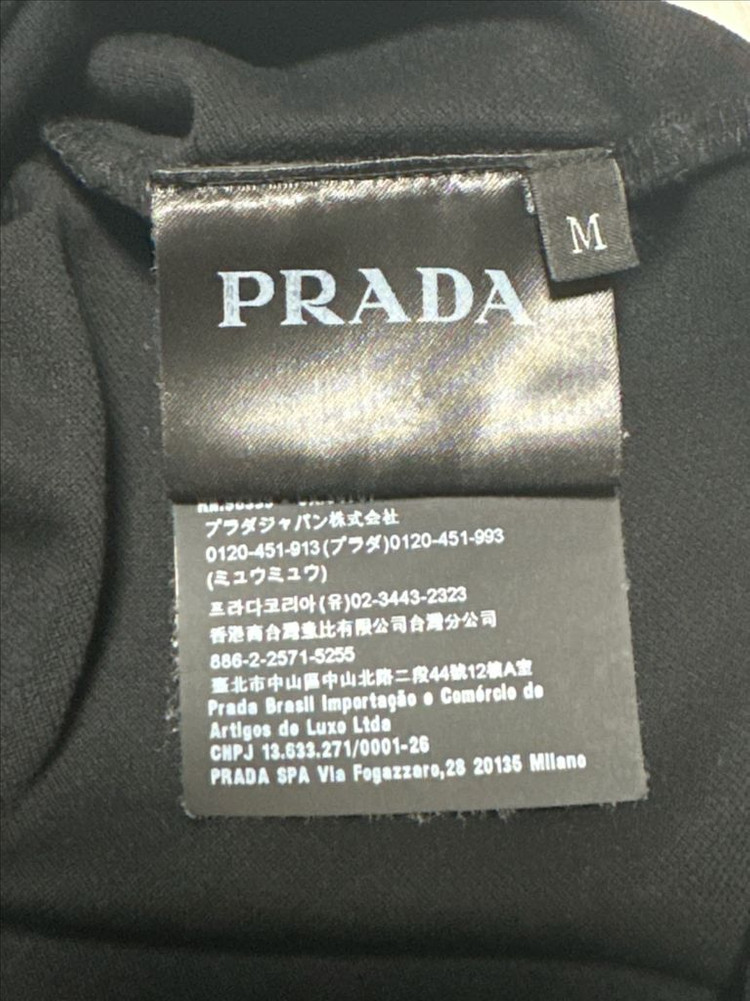 PRADA
M
プラダジャパン株式会社
0120-451-913(プラダ)0120-451-993
(ミュウミュウ)
프라다코리아(유)02-3443-2323
香港商台灣壹比有限公司台灣分公司
886-2-2571-5255
臺北市中山區中山北路二段44號12樓A室
Prada Brasil Importação e Comércio de
Artigos de Luxo Ltda
CNPJ 13.633.271/0001-26
PRADA SPA Via Fogazzaro,28 20135 Milano